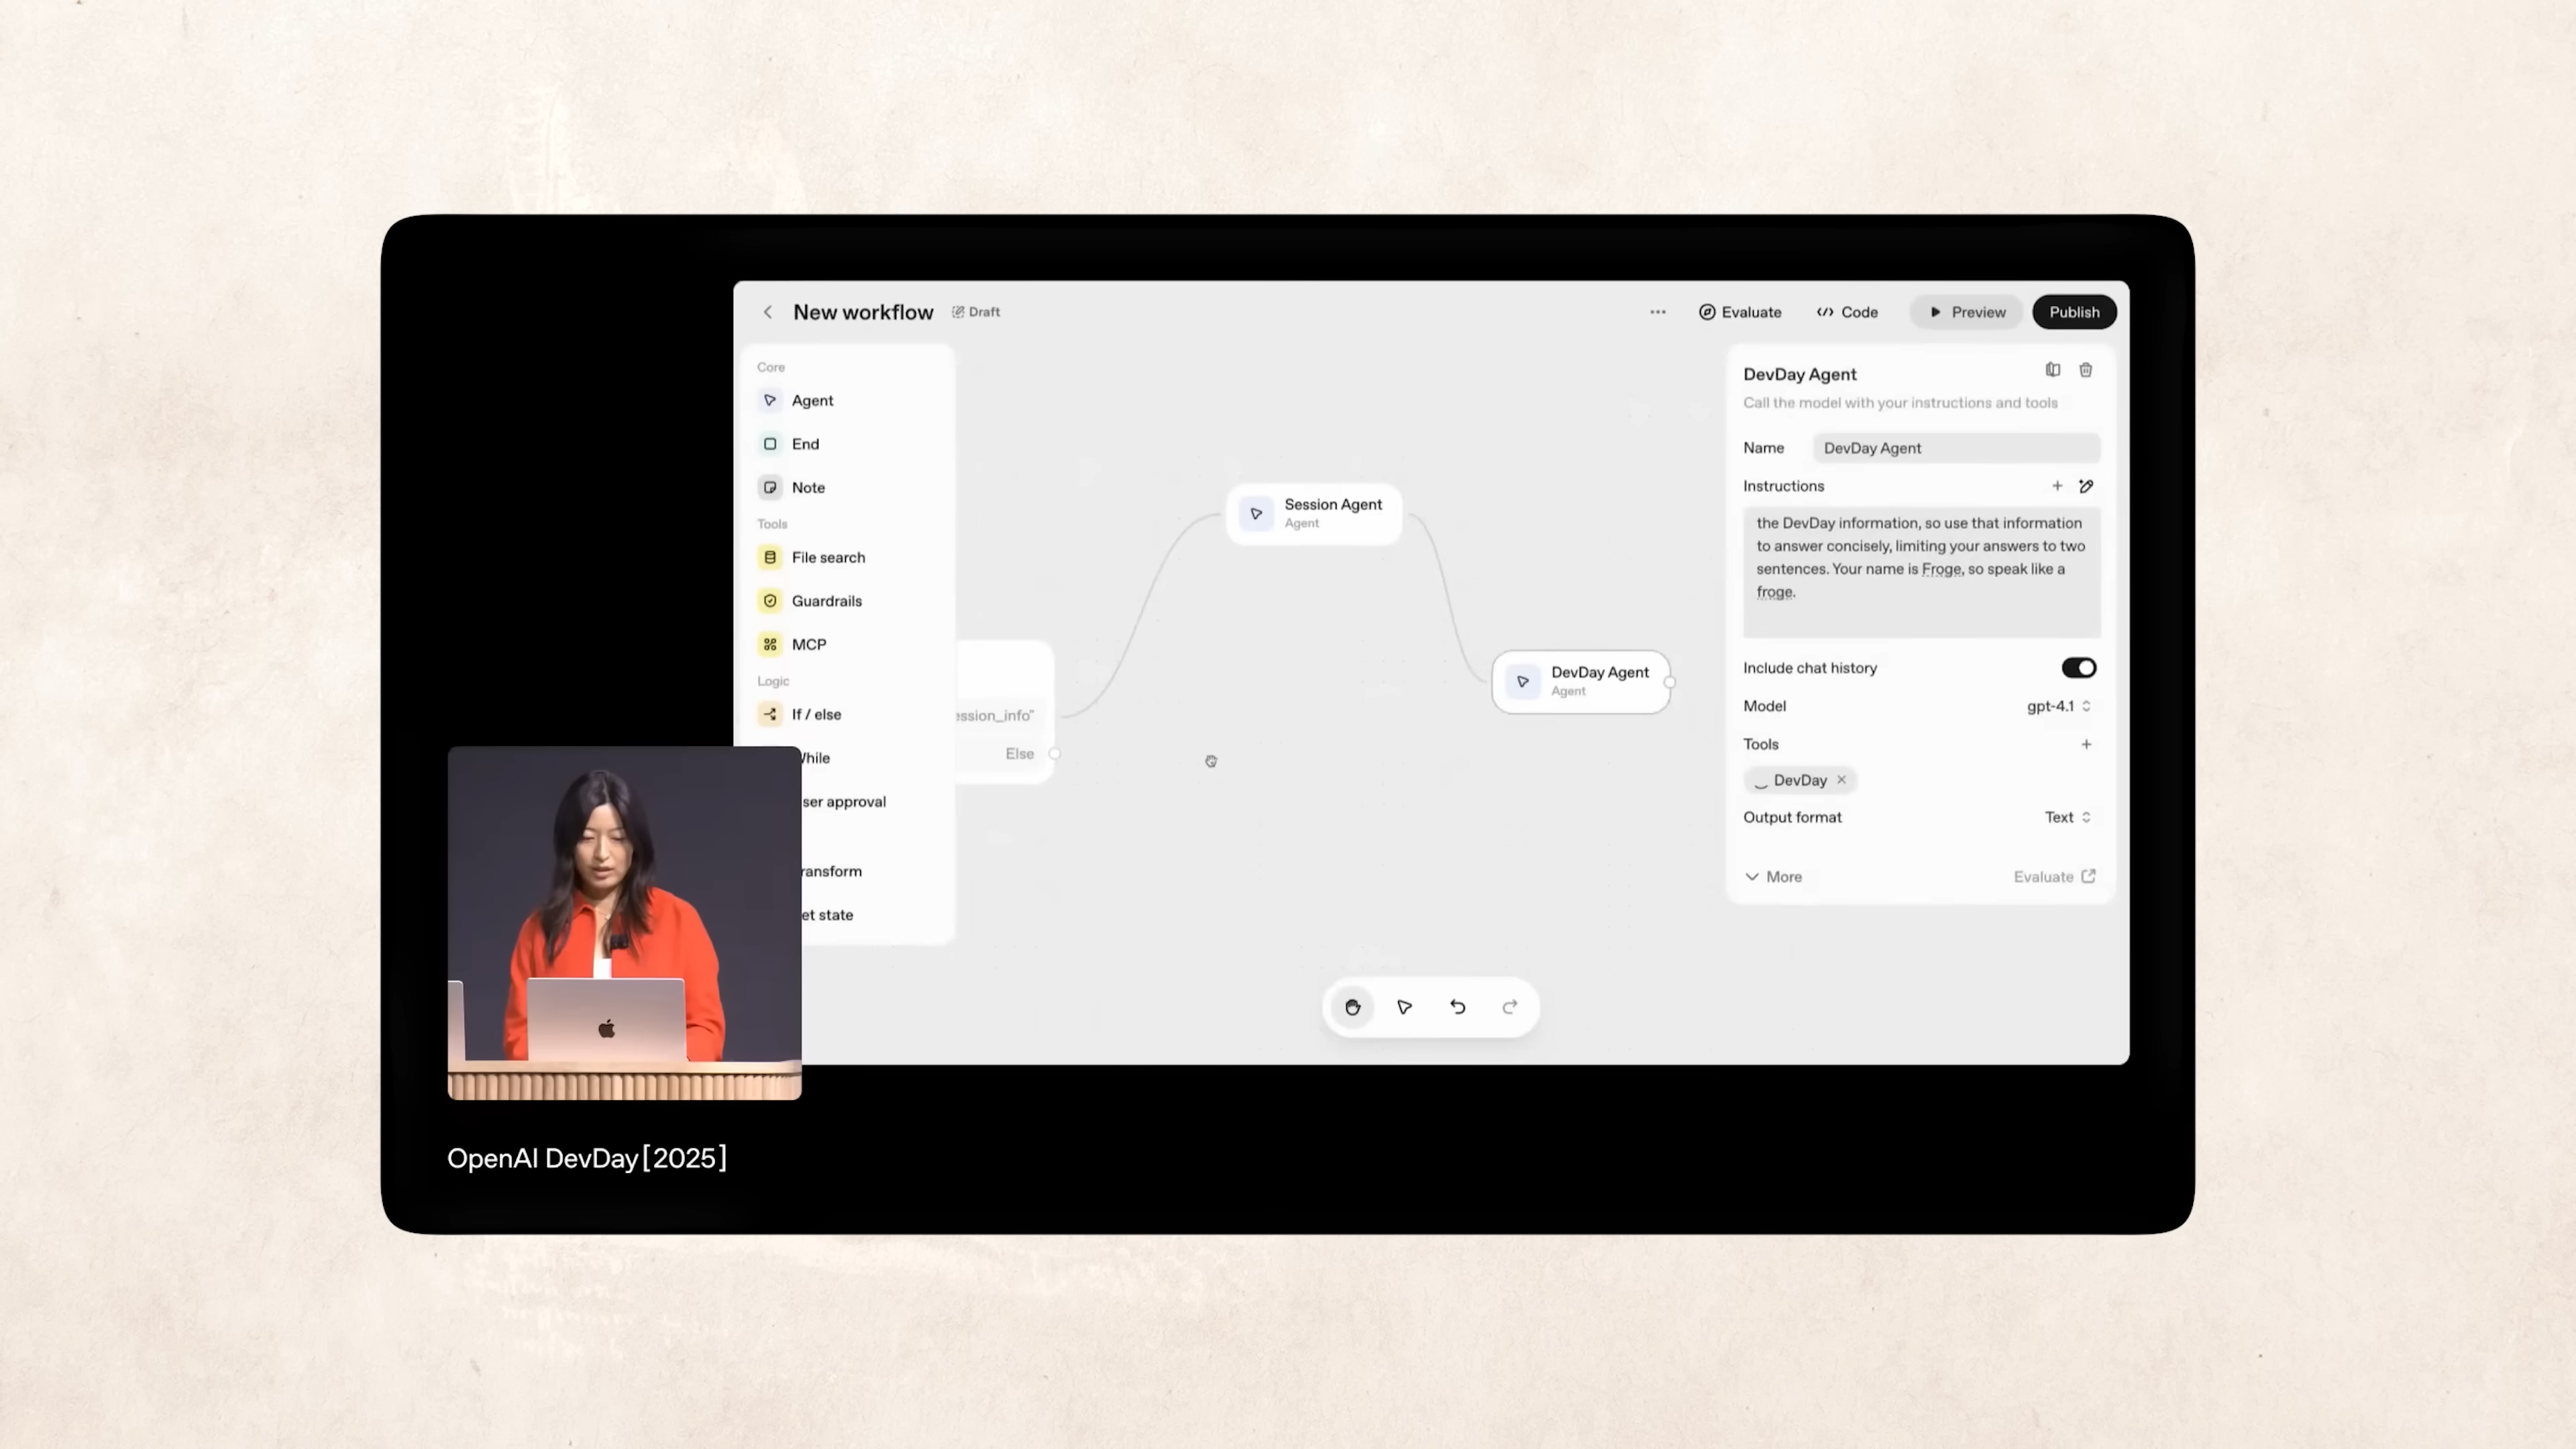 New workflow
Draft
Evaluate
Code
Preview
Publish
Core
Agent
End
Note
Tools
File search
Guardrails
MCP
Logic
If / else
While
ser approval
ransform
et state
ession_info"
Else
Session Agent
Agent
DevDay Agent
Agent
DevDay Agent
Call the model with your instructions and tools
Name
DevDay Agent
Instructions
the DevDay information, so use that information
to answer concisely, limiting your answers to two
sentences. Your name is Froge, so speak like a
froge.
Include chat history
Model
gpt-4.1
Tools
DevDay
Output format
Text
More
Evaluate
OpenAI DevDay [2025]